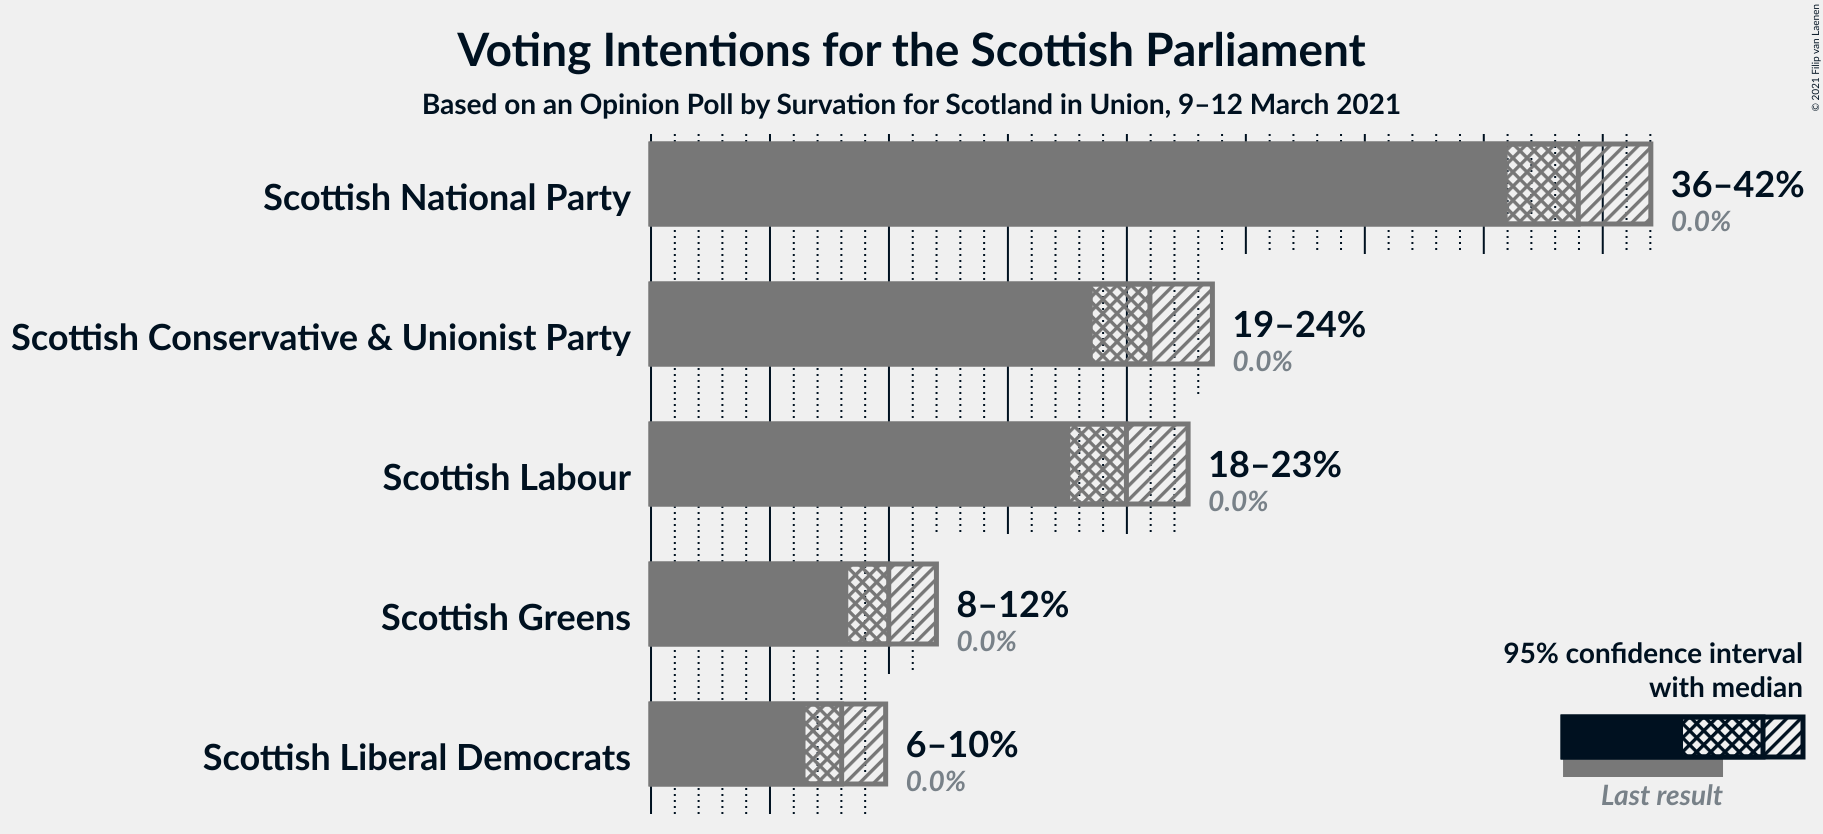 Voting Intentions for the Scottish Parliament
Based on an Opinion Poll by Survation for Scotland in Union, 9–12 March 2021
© 2021 Filip van Laenen
Scottish National Party
36–42%
0.0%
Scottish Conservative & Unionist Party
19–24%
0.0%
Scottish Labour
18–23%
0.0%
Scottish Greens
8–12%
0.0%
Scottish Liberal Democrats
6–10%
0.0%
95% confidence interval
with median
Last result